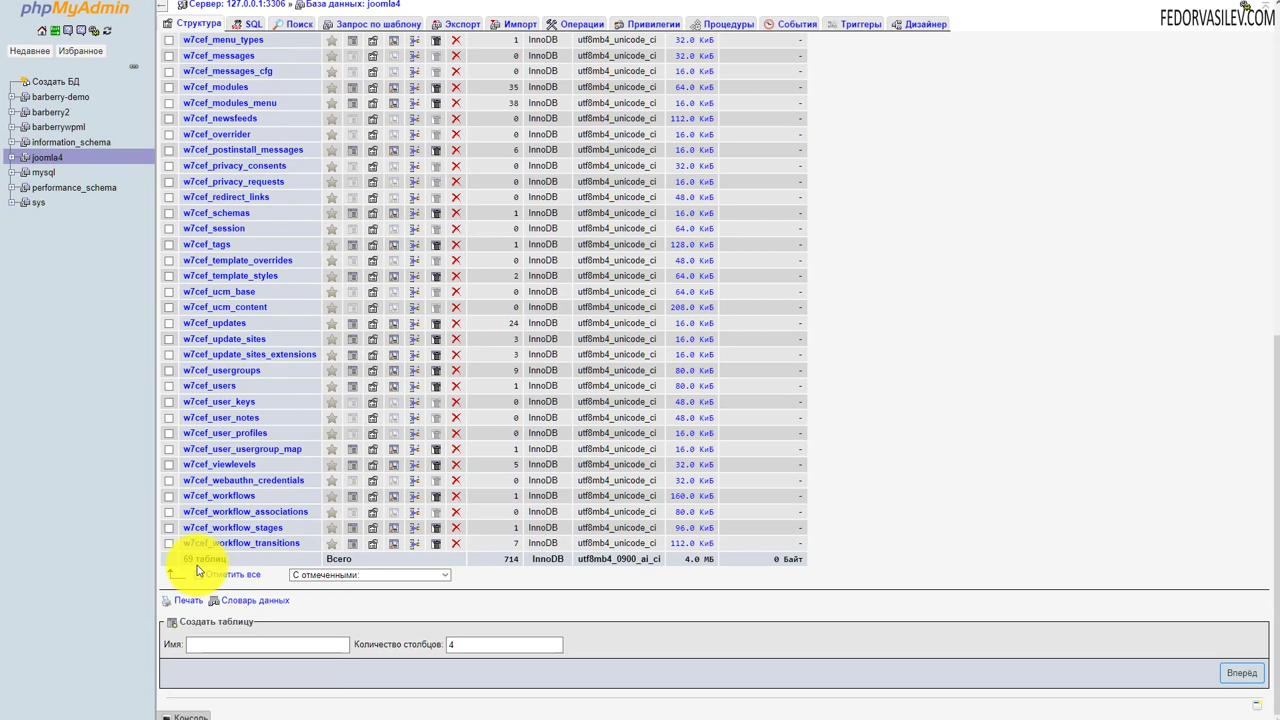 phpMyAdmin
Сервер: 127.0.0.1:3306 » База данных: joomla4
FEDORVASILEV.COM
Структура SQL Поиск Запрос по шаблону Экспорт Импорт Операции Привилегии Процедуры События Триггеры Дизайнер
Недавнее Избранное
Создать БД
barberry-demo
barberry2
barberrywpml
information_schema
joomla4
mysql
performance_schema
sys
w7cef_menu_types 1 InnoDB utf8mb4_unicode_ci 32.0 КиБ -
w7cef_messages 0 InnoDB utf8mb4_unicode_ci 32.0 КиБ -
w7cef_messages_cfg 0 InnoDB utf8mb4_unicode_ci 16.0 КиБ -
w7cef_modules 35 InnoDB utf8mb4_unicode_ci 64.0 КиБ -
w7cef_modules_menu 38 InnoDB utf8mb4_unicode_ci 16.0 КиБ -
w7cef_newsfeeds 0 InnoDB utf8mb4_unicode_ci 112.0 КиБ -
w7cef_overrider 0 InnoDB utf8mb4_unicode_ci 16.0 КиБ -
w7cef_postinstall_messages 6 InnoDB utf8mb4_unicode_ci 16.0 КиБ -
w7cef_privacy_consents 0 InnoDB utf8mb4_unicode_ci 32.0 КиБ -
w7cef_privacy_requests 0 InnoDB utf8mb4_unicode_ci 16.0 КиБ -
w7cef_redirect_links 0 InnoDB utf8mb4_unicode_ci 48.0 КиБ -
w7cef_schemas 1 InnoDB utf8mb4_unicode_ci 16.0 КиБ -
w7cef_session 0 InnoDB utf8mb4_unicode_ci 64.0 КиБ -
w7cef_tags 1 InnoDB utf8mb4_unicode_ci 128.0 КиБ -
w7cef_template_overrides 0 InnoDB utf8mb4_unicode_ci 48.0 КиБ -
w7cef_template_styles 2 InnoDB utf8mb4_unicode_ci 64.0 КиБ -
w7cef_ucm_base 0 InnoDB utf8mb4_unicode_ci 64.0 КиБ -
w7cef_ucm_content 0 InnoDB utf8mb4_unicode_ci 208.0 КиБ -
w7cef_updates 24 InnoDB utf8mb4_unicode_ci 16.0 КиБ -
w7cef_update_sites 3 InnoDB utf8mb4_unicode_ci 16.0 КиБ -
w7cef_update_sites_extensions 3 InnoDB utf8mb4_unicode_ci 16.0 КиБ -
w7cef_usergroups 9 InnoDB utf8mb4_unicode_ci 80.0 КиБ -
w7cef_users 1 InnoDB utf8mb4_unicode_ci 80.0 КиБ -
w7cef_user_keys 0 InnoDB utf8mb4_unicode_ci 48.0 КиБ -
w7cef_user_notes 0 InnoDB utf8mb4_unicode_ci 48.0 КиБ -
w7cef_user_profiles 0 InnoDB utf8mb4_unicode_ci 16.0 КиБ -
w7cef_user_usergroup_map 1 InnoDB utf8mb4_unicode_ci 16.0 КиБ -
w7cef_viewlevels 5 InnoDB utf8mb4_unicode_ci 32.0 КиБ -
w7cef_webauthn_credentials 0 InnoDB utf8mb4_unicode_ci 32.0 КиБ -
w7cef_workflows 1 InnoDB utf8mb4_unicode_ci 160.0 КиБ -
w7cef_workflow_associations 0 InnoDB utf8mb4_unicode_ci 80.0 КиБ -
w7cef_workflow_stages 1 InnoDB utf8mb4_unicode_ci 96.0 КиБ -
w7cef_workflow_transitions 7 InnoDB utf8mb4_unicode_ci 112.0 КиБ -
69 таблиц Всего 714 InnoDB utf8mb4_0900_ai_ci 4.0 МБ 0 Байт
Отметить все С отмеченными:
Печать Словарь данных
Создать таблицу
Имя: Количество столбцов: 4
Вперёд
Консоль